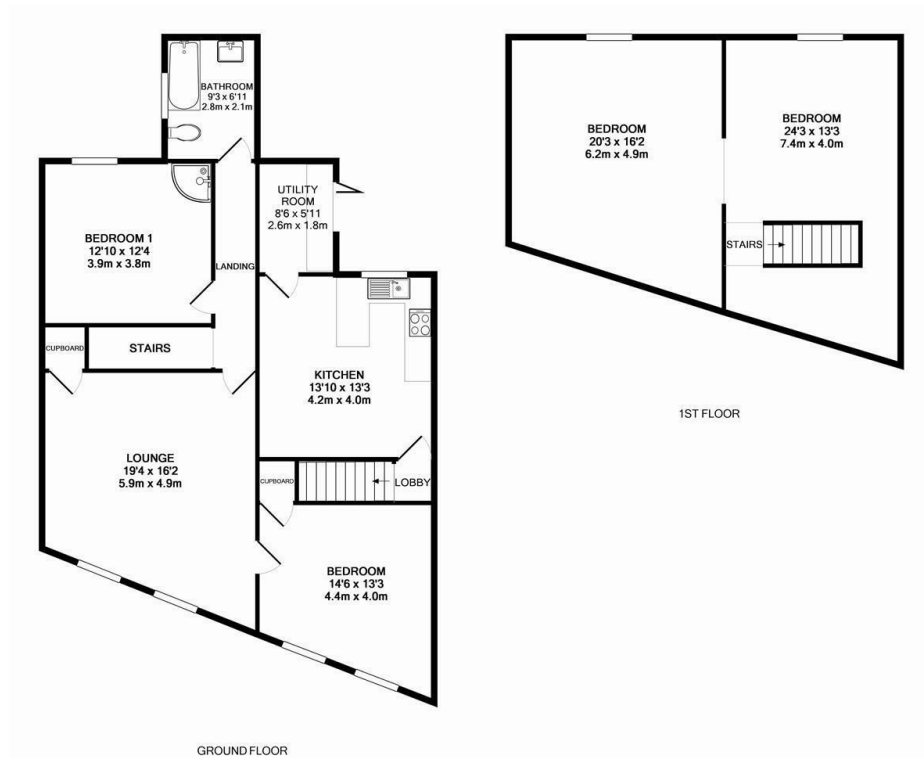 BATHROOM
9'3 x 6'11
2.8m x 2.1m
BEDROOM 1
12'10 x 12'4
3.9m x 3.8m
LANDING
UTILITY
ROOM
8'6 x 5'11
2.6m x 1.8m
CUPBOARD
STAIRS
KITCHEN
13'10 x 13'3
4.2m x 4.0m
LOUNGE
19'4 x 16'2
5.9m x 4.9m
CUPBOARD
LOBBY
BEDROOM
14'6 x 13'3
4.4m x 4.0m
GROUND FLOOR
BEDROOM
20'3 x 16'2
6.2m x 4.9m
BEDROOM
24'3 x 13'3
7.4m x 4.0m
STAIRS
1ST FLOOR